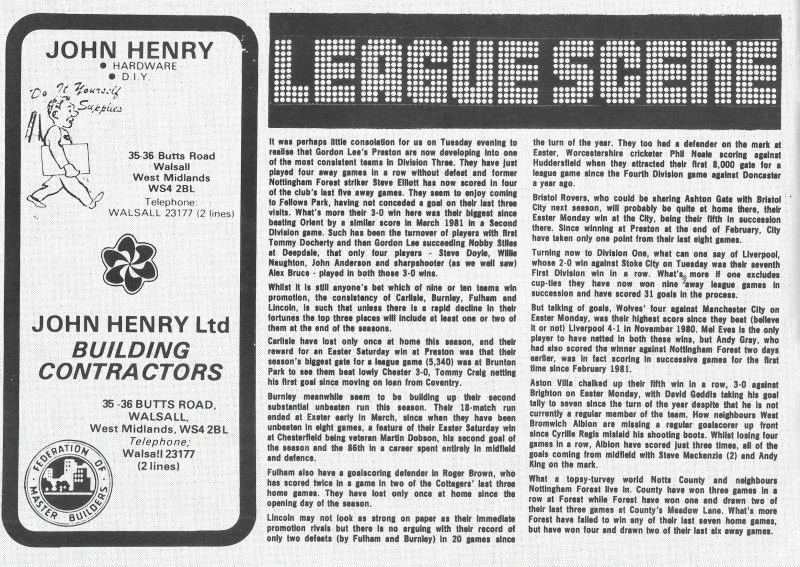 JOHN HENRY
• HARDWARE
• D.I.Y.
Do It Yourself
Supplies
35-36 Butts Road
Walsall
West Midlands
WS4 2BL
Telephone:
WALSALL 23177 (2 lines)
JOHN HENRY Ltd
BUILDING
CONTRACTORS
35-36 BUTTS ROAD,
WALSALL,
West Midlands, WS4 2BL
Telephone;
Walsall 23177
(2 lines)
FEDERATION OF
MASTER BUILDERS
LEAGUE SCENE
It was perhaps little consolation for us on Tuesday evening to
realise that Gordon Lee's Preston are now developing into one
of the most consistent teams in Division Three. They have just
played four away games in a row without defeat and former
Nottingham Forest striker Steve Elliott has now scored in four
of the club's last five away games. They seem to enjoy coming
to Fellows Park, having not conceded a goal on their last three
visits. What's more their 3-0 win here was their biggest since
beating Orient by a similar score in March 1981 in a Second
Division game. Such has been the turnover of players with first
Tommy Docherty and then Gordon Lee succeeding Nobby Stiles
at Deepdale, that only four players - Steve Doyle, Willie
Naughton, John Anderson and sharpshooter (as we well saw)
Alex Bruce - played in both those 3-0 wins.
Whilst it is still anyone's bet which of nine or ten teams win
promotion, the consistency of Carlisle, Burnley, Fulham and
Lincoln, is such that unless there is a rapid decline in their
fortunes the top three places will include at least one or two of
them at the end of the seasons.
Carlisle have lost only once at home this season, and their
reward for an Easter Saturday win at Preston was that their
season's biggest gate for a league game (5,340) was at Brunton
Park to see them beat lowly Chester 3-0, Tommy Craig netting
his first goal since moving on loan from Coventry.
Burnley meanwhile seem to be building up their second
substantial unbeaten run this season. Their 18-match run
ended at Exeter early in March, since when they have been
unbeaten in eight games, a feature of their Easter Saturday win
at Chesterfield being veteran Martin Dobson, his second goal of
the season and the 86th in a career spent entirely in midfield
and defence.
Fulham also have a goalscoring defender in Roger Brown, who
has scored twice in a game in two of the Cottagers' last three
home games. They have lost only once at home since the
opening day of the season.
Lincoln may not look as strong on paper as their immediate
promotion rivals but there is no arguing with their record of
only two defeats (by Fulham and Burnley) in 20 games since
the turn of the year. They too had a defender on the mark at
Easter, Worcestershire cricketer Phil Neale scoring against
Huddersfield when they attracted their first 8,000 gate for a
league game since the Fourth Division game against Doncaster
a year ago.
Bristol Rovers, who could be sharing Ashton Gate with Bristol
City next season, will probably be quite at home there, their
Easter Monday win at the City, being their fifth in succession
there. Since winning at Preston at the end of February, City
have taken only one point from their last eight games.
Turning now to Division One, what can one say of Liverpool,
whose 2-0 win against Stoke City on Tuesday was their seventh
First Division win in a row. What's more if one excludes
cup-ties they have now won nine away league games in
succession and have scored 31 goals in the process.
But talking of goals, Wolves' four against Manchester City on
Easter Monday, was their highest score since they beat (believe
it or not) Liverpool 4-1 in November 1980. Mel Eves is the only
player to have netted in both these wins, but Andy Gray, who
had also scored the winner against Nottingham Forest two days
earlier, was in fact scoring in successive games for the first
time since February 1981.
Aston Villa chalked up their fifth win in a row, 3-0 against
Brighton on Easter Monday, with David Geddis taking his goal
tally to seven since the turn of the year despite that he is not
currently a regular member of the team. How neighbours West
Bromwich Albion are missing a regular goalscorer up front
since Cyrille Regis mislaid his shooting boots. Whilst losing four
games in a row, Albion have scored just three times, all of the
goals coming from midfield with Steve Mackenzie (2) and Andy
King on the mark.
What a topsy-turvey world Notts County and neighbours
Nottingham Forest live in. County have won three games in a
row at Forest while Forest have won one and drawn two of
their last three games at County's Meadow Lane. What's more
Forest have failed to win any of their last seven home games,
but have won four and drawn two of their last six away games.